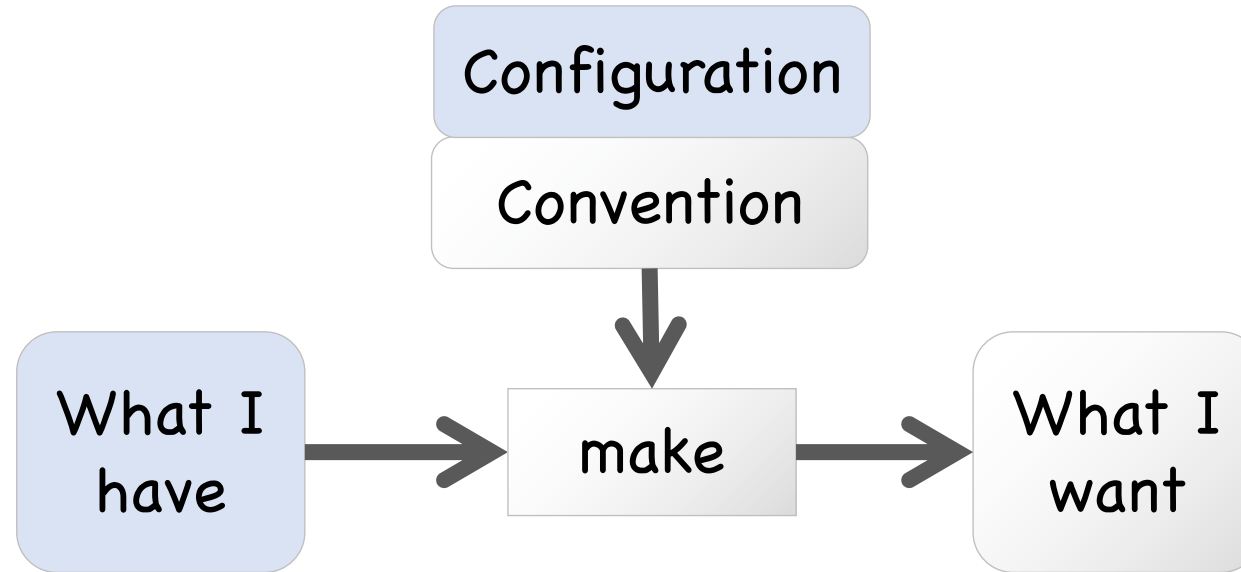 Configuration
Convention
What I
have
make
What I
want